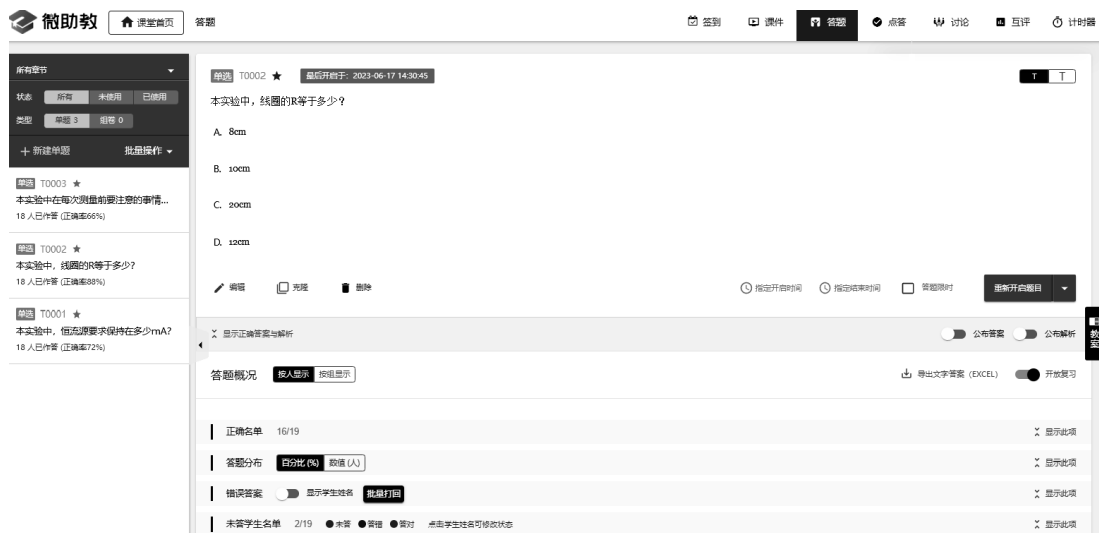 微助教 课堂首页 答题 签到 课件 答题 点答 讨论 互评 计时器
所有章节
状态 所有 未使用 已使用
类型 单题 3 组卷 0
新建单题 批量操作
单选 T0003
本实验中在每次测量前要注意的事情...
18 人已作答 (正确率66%)
单选 T0002
本实验中，线圈的R等于多少?
18 人已作答 (正确率88%)
单选 T0001
本实验中，恒流源要求保持在多少mA?
18 人已作答 (正确率72%)
单选 T0002 最后开启于：2023-06-17 14:30:45 T T
本实验中，线圈的R等于多少？
A. 8cm
B. 10cm
C. 20cm
D. 12cm
编辑 克隆 删除 指定开启时间 指定结束时间 答题限时 重新开启题目
显示正确答案与解析 公布答案 公布解析
教室
答题概况 按人显示 按组显示 导出文字答案 (EXCEL) 开放复习
正确名单 16/19 显示此项
答题分布 百分比 (%) 数值 (人) 显示此项
错误答案 显示学生姓名 批量打回 显示此项
未答学生名单 2/19 未答 答错 答对 点击学生姓名可修改状态 显示此项